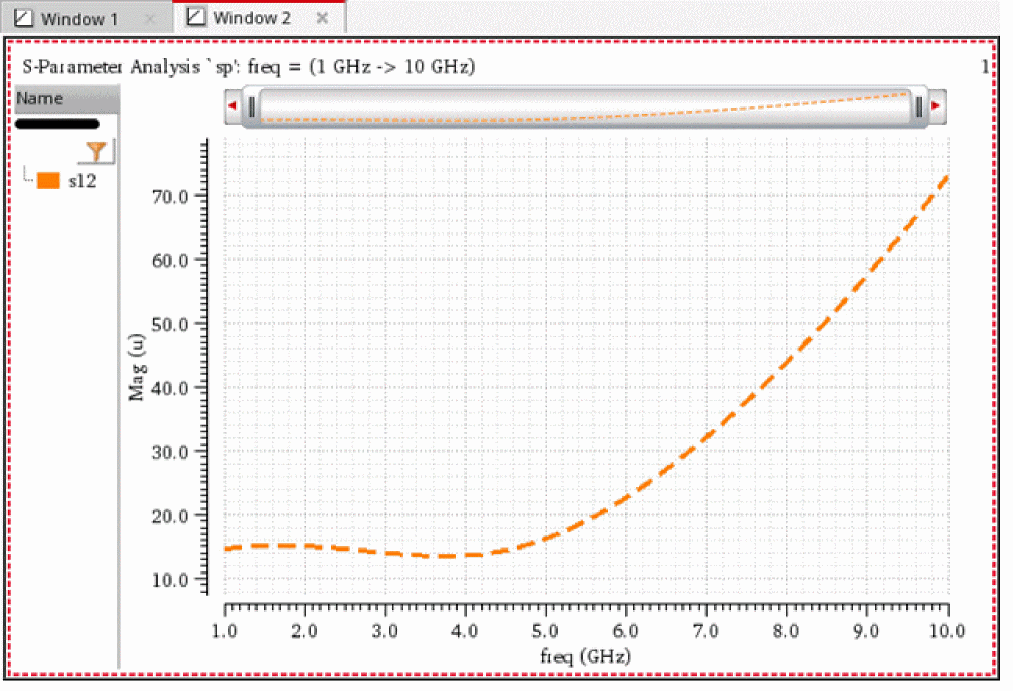 Window 1
Window 2
S-Parameter Analysis `sp': freq = (1 GHz -> 10 GHz)
1
Name
s12
70.0
60.0
50.0
40.0
30.0
20.0
10.0
Mag (u)
1.0 2.0 3.0 4.0 5.0 6.0 7.0 8.0 9.0 10.0
freq (GHz)